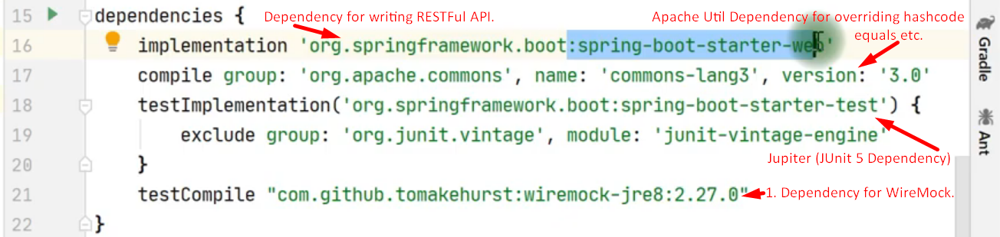 Dependency for writing RESTFul API.
Apache Util Dependency for overriding hashcode
equals etc.
15 dependencies {
16 implementation 'org.springframework.boot:spring-boot-starter-web'
17 compile group: 'org.apache.commons', name: 'commons-lang3', version: '3.0'
18 testImplementation('org.springframework.boot:spring-boot-starter-test') {
19 exclude group: 'org.junit.vintage', module: 'junit-vintage-engine'
Jupiter (JUnit 5 Dependency)
20 }
21 testCompile "com.github.tomakehurst:wiremock-jre8:2.27.0"
1. Dependency for WireMock.
22 }
Gradle
Ant